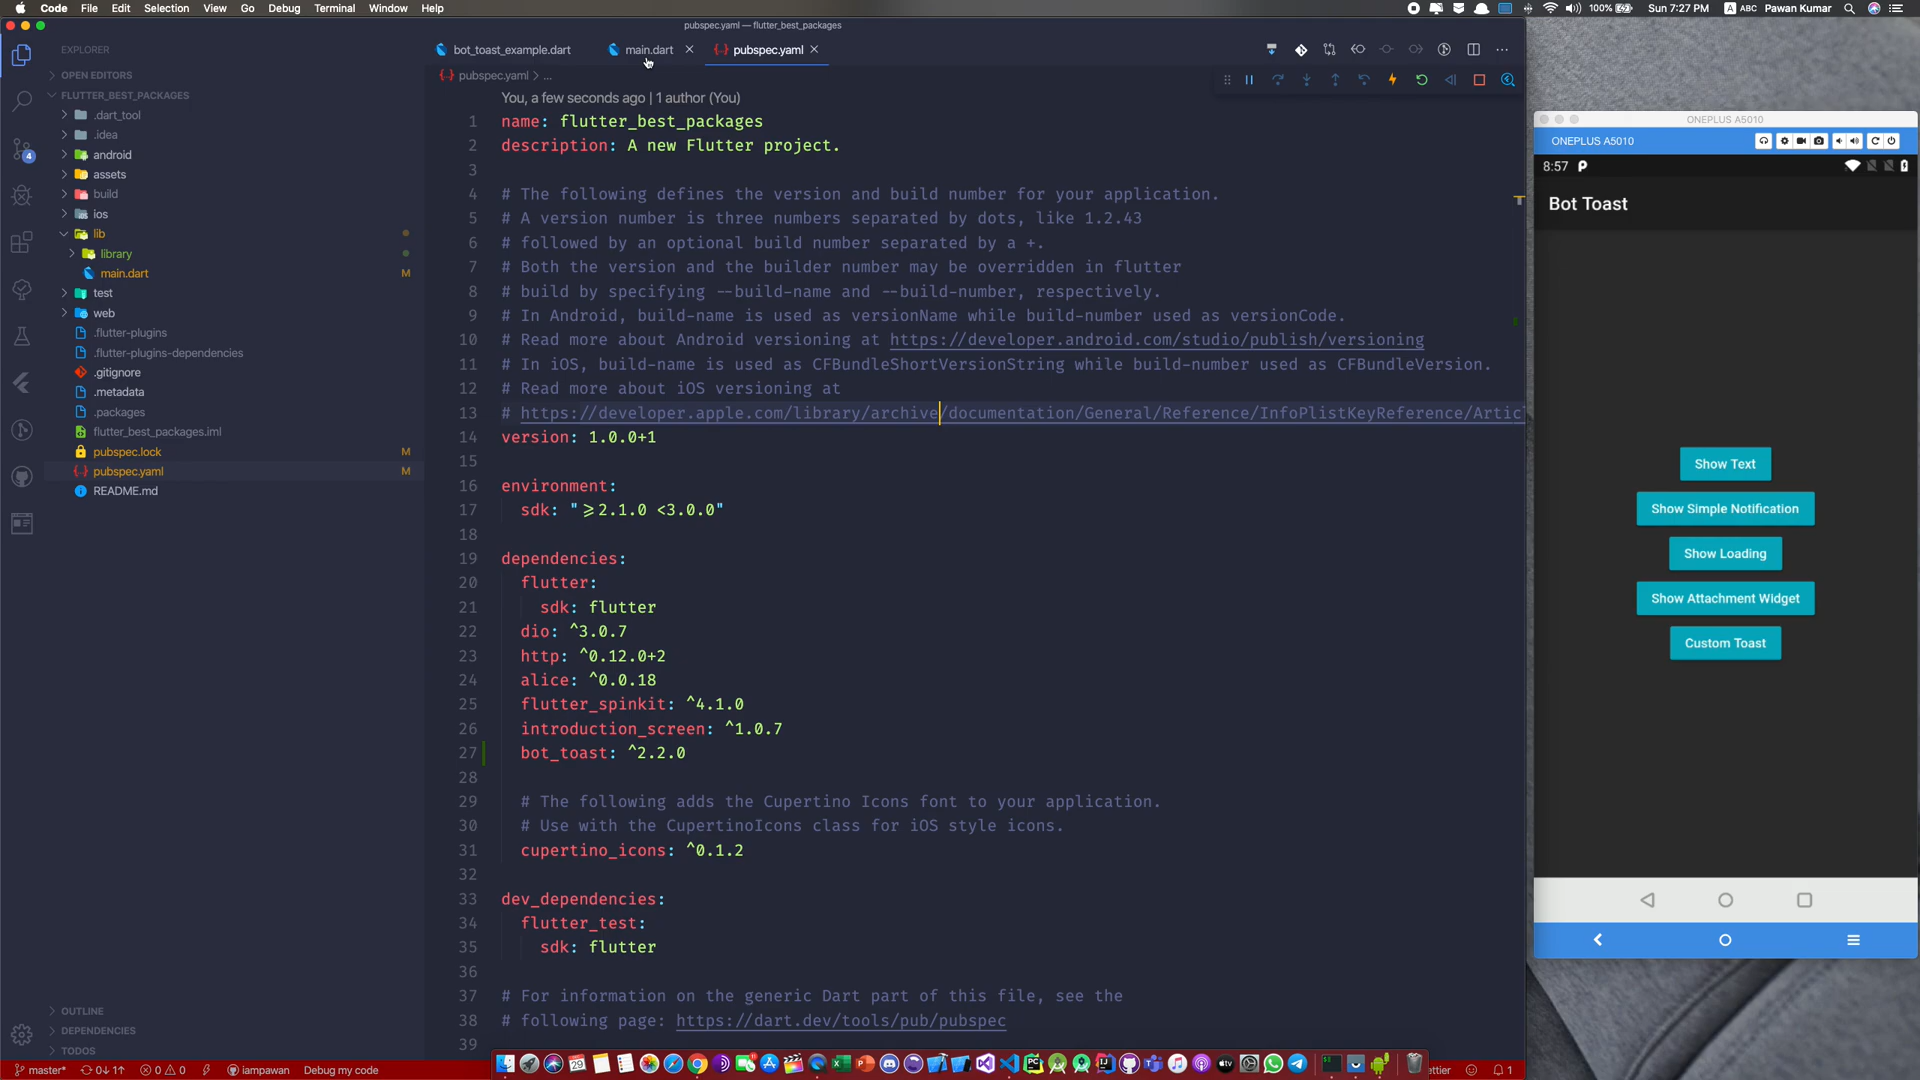 Code File Edit Selection View Go Debug Terminal Window Help
100% Sun 7:27 PM A ABC Pawan Kumar
pubspec.yaml — flutter_best_packages
EXPLORER
OPEN EDITORS
FLUTTER_BEST_PACKAGES
.dart_tool
.idea
android
assets
build
ios
lib
library
main.dart M
test
web
.flutter-plugins
.flutter-plugins-dependencies
.gitignore
.metadata
.packages
flutter_best_packages.iml
pubspec.lock M
pubspec.yaml M
README.md
OUTLINE
DEPENDENCIES
TODOS
4
bot_toast_example.dart main.dart pubspec.yaml
pubspec.yaml > ...
You, a few seconds ago | 1 author (You)
1 name: flutter_best_packages
2 description: A new Flutter project.
3
4 # The following defines the version and build number for your application.
5 # A version number is three numbers separated by dots, like 1.2.43
6 # followed by an optional build number separated by a +.
7 # Both the version and the builder number may be overridden in flutter
8 # build by specifying --build-name and --build-number, respectively.
9 # In Android, build-name is used as versionName while build-number used as versionCode.
10 # Read more about Android versioning at https://developer.android.com/studio/publish/versioning
11 # In iOS, build-name is used as CFBundleShortVersionString while build-number used as CFBundleVersion.
12 # Read more about iOS versioning at
13 # https://developer.apple.com/library/archive/documentation/General/Reference/InfoPlistKeyReference/Artic
14 version: 1.0.0+1
15
16 environment:
17 sdk: "≥2.1.0 <3.0.0"
18
19 dependencies:
20 flutter:
21 sdk: flutter
22 dio: ^3.0.7
23 http: ^0.12.0+2
24 alice: ^0.0.18
25 flutter_spinkit: ^4.1.0
26 introduction_screen: ^1.0.7
27 bot_toast: ^2.2.0
28
29 # The following adds the Cupertino Icons font to your application.
30 # Use with the CupertinoIcons class for iOS style icons.
31 cupertino_icons: ^0.1.2
32
33 dev_dependencies:
34 flutter_test:
35 sdk: flutter
36
37 # For information on the generic Dart part of this file, see the
38 # following page: https://dart.dev/tools/pub/pubspec
39
ONEPLUS A5010
ONEPLUS A5010
8:57
Bot Toast
Show Text
Show Simple Notification
Show Loading
Show Attachment Widget
Custom Toast
master* 0↓ 1↑ 0 0 iampawan Debug my code
ettier 1